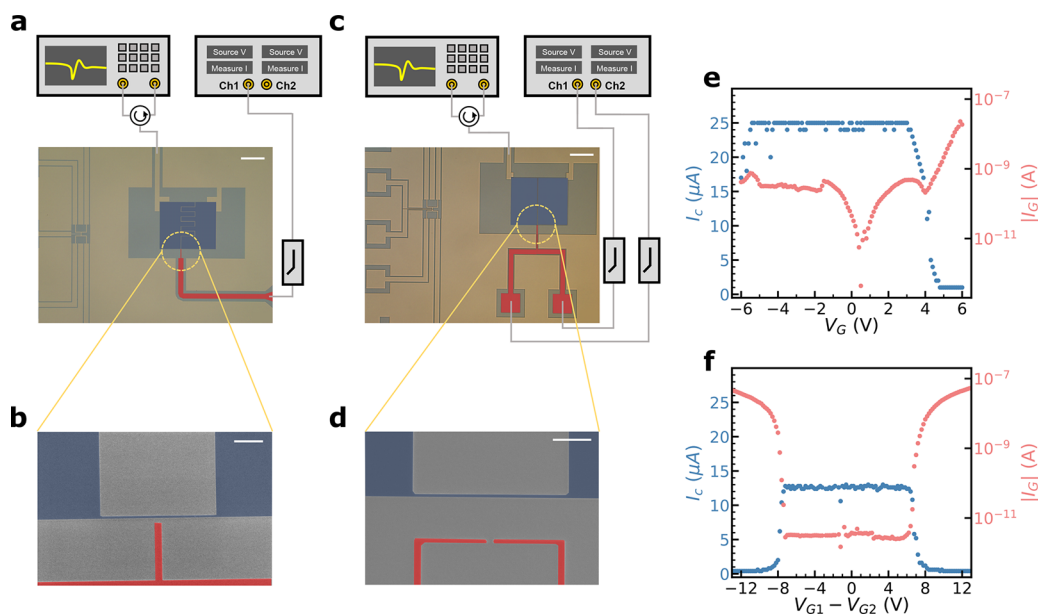 a
Source V Source V
Measure I Measure I
Ch1 Ch2
c
Source V Source V
Measure I Measure I
Ch1 Ch2
b
d
e
I_C (μA)
25
20
15
10
5
0
−6 −4 −2 0 2 4 6
V_G (V)
10⁻⁷
10⁻⁹
10⁻¹¹
|I_G| (A)
f
I_C (μA)
25
20
15
10
5
0
−12 −8 −4 0 4 8 12
V_G1 − V_G2 (V)
10⁻⁷
10⁻⁹
10⁻¹¹
|I_G| (A)